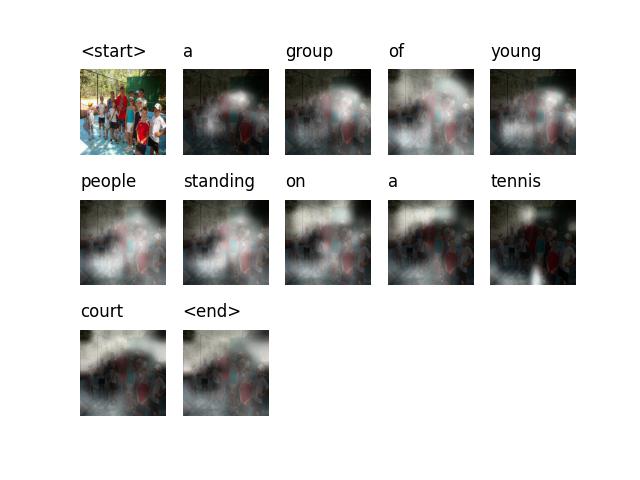 <start> a group of young
people standing on a tennis
court <end>